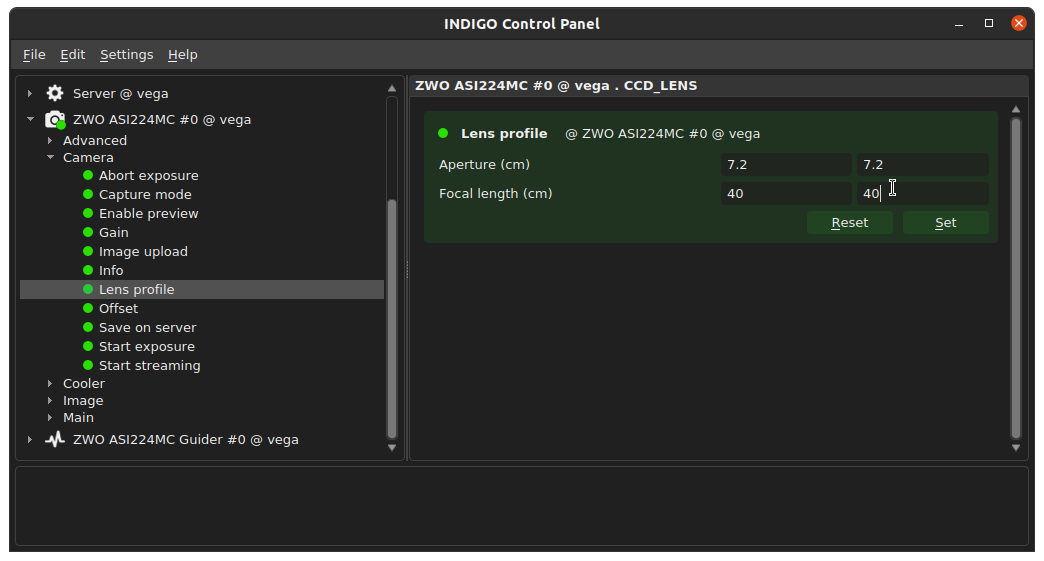 INDIGO Control Panel
File Edit Settings Help
Server @ vega
ZWO ASI224MC #0 @ vega
Advanced
Camera
Abort exposure
Capture mode
Enable preview
Gain
Image upload
Info
Lens profile
Offset
Save on server
Start exposure
Start streaming
Cooler
Image
Main
ZWO ASI224MC Guider #0 @ vega
ZWO ASI224MC #0 @ vega . CCD_LENS
Lens profile @ ZWO ASI224MC #0 @ vega
Aperture (cm) 7.2 7.2
Focal length (cm) 40 40
Reset Set